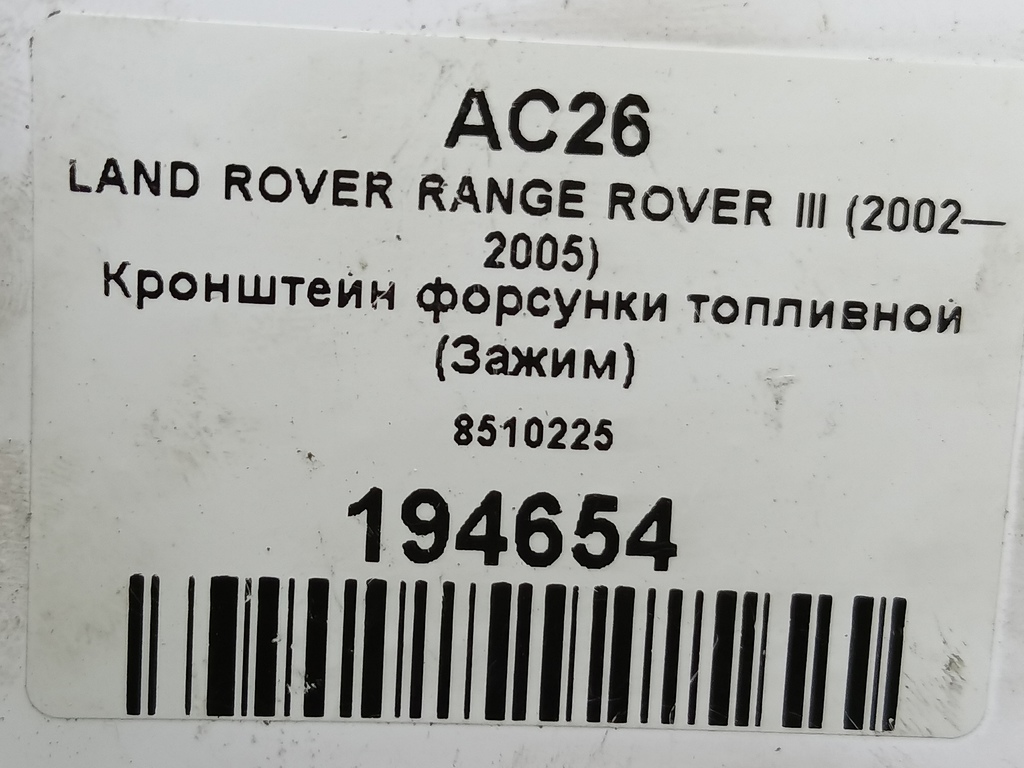 AC26
LAND ROVER RANGE ROVER III (2002—
2005)
Кронштейн форсунки топливной
(Зажим)
8510225
194654